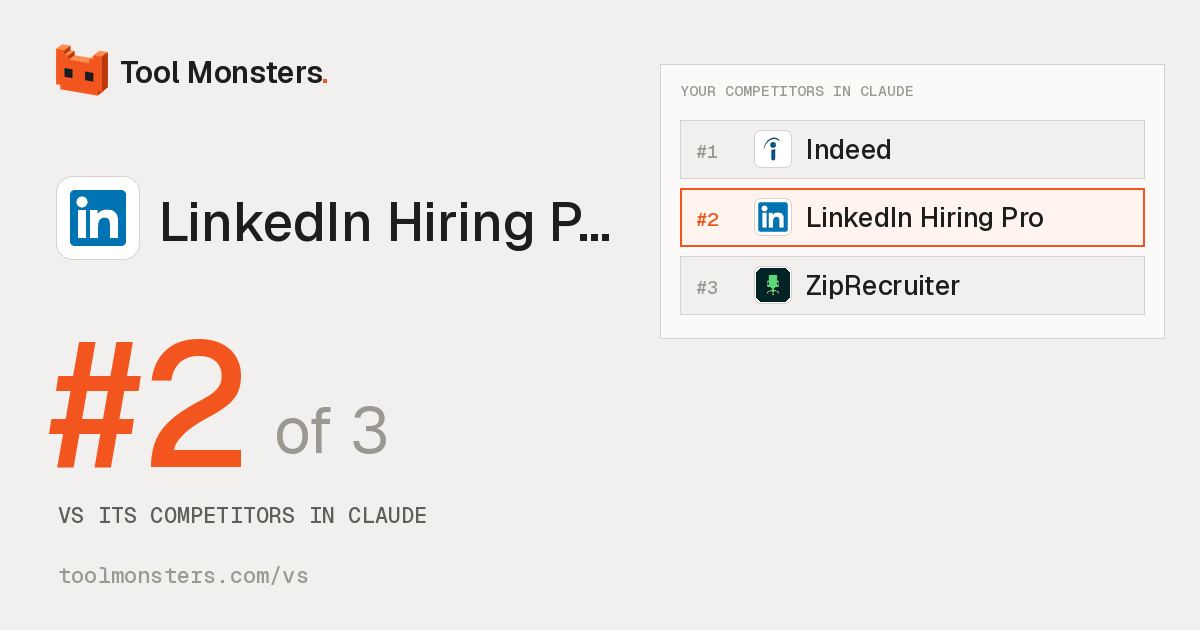 Tool Monsters.
LinkedIn Hiring P...
#2 of 3
VS ITS COMPETITORS IN CLAUDE
toolmonsters.com/vs
YOUR COMPETITORS IN CLAUDE
#1 Indeed
#2 LinkedIn Hiring Pro
#3 ZipRecruiter